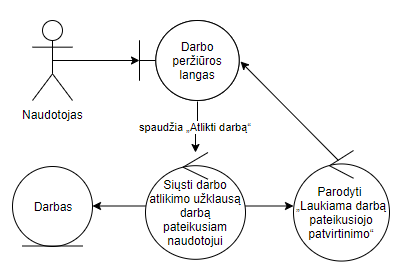 Darbo
peržiūros
langas
Naudotojas
spaudžia „Atlikti darbą“
Siųsti darbo
atlikimo užklausą
darbą
pateikusiam
naudotojui
Darbas
Parodyti
„Laukiama darbą
pateikusiojo
patvirtinimo“